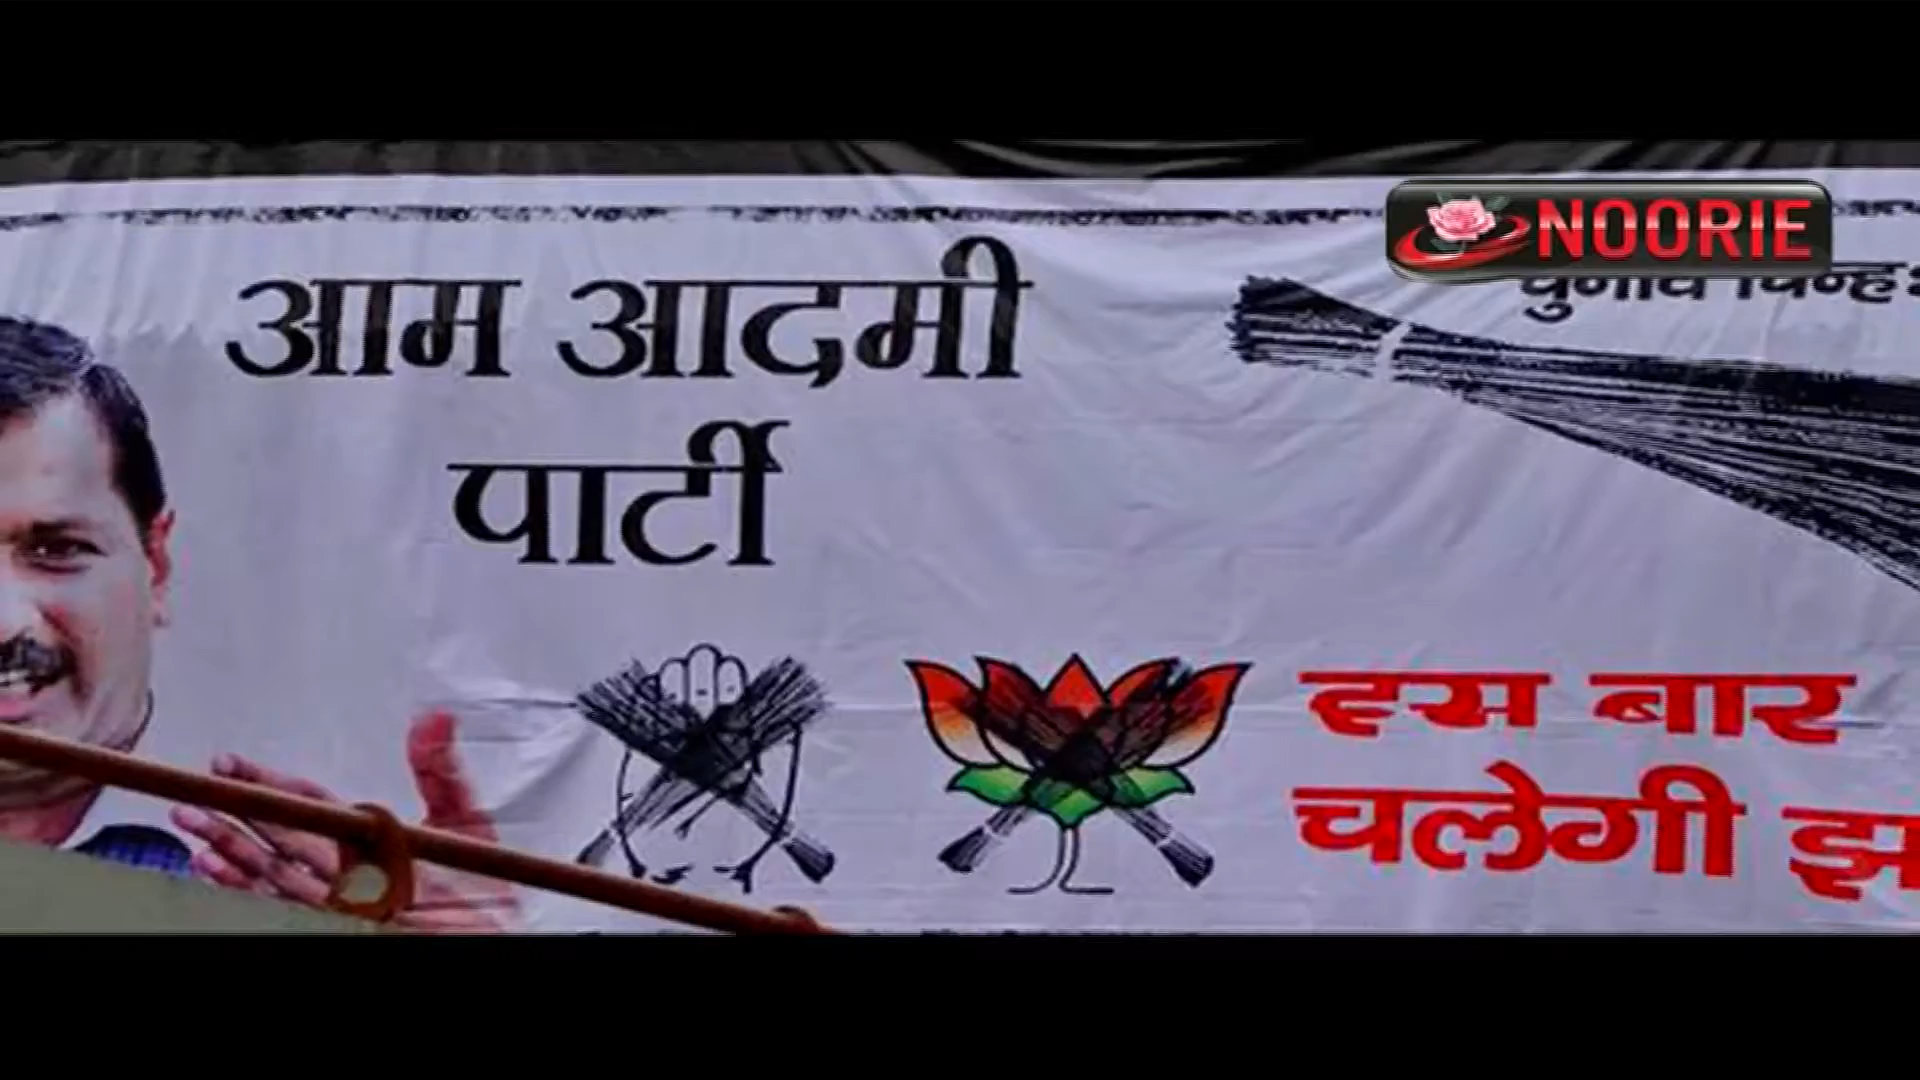 NOORIE
चुनाव चिन्ह
आम आदमी
पार्टी
इस बार
चलेगी